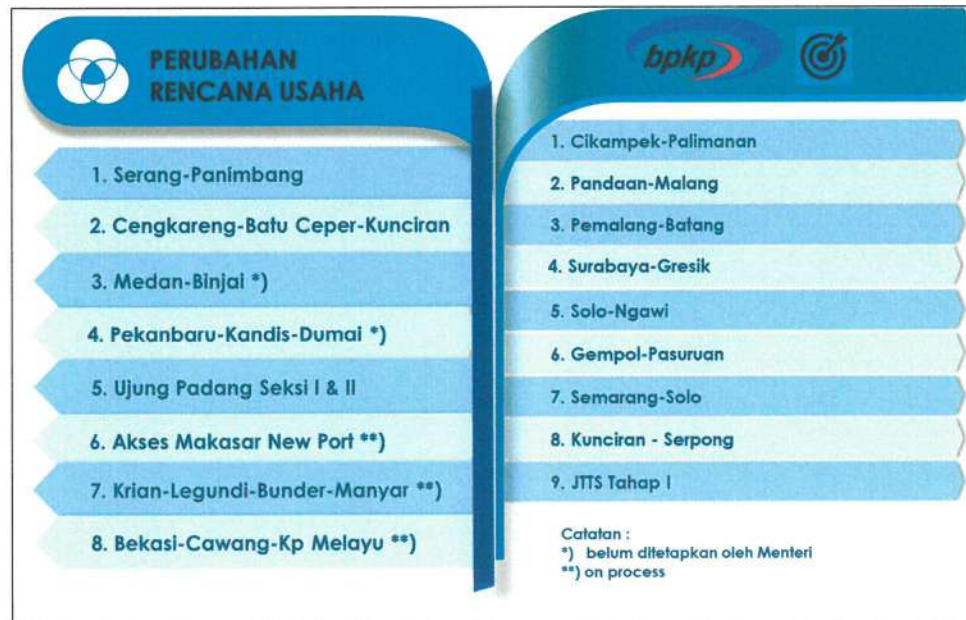 PERUBAHAN
RENCANA USAHA
1. Serang-Panimbang
2. Cengkareng-Batu Ceper-Kunciran
3. Medan-Binjai *)
4. Pekanbaru-Kandis-Dumai *)
5. Ujung Padang Seksi I & II
6. Akses Makasar New Port **)
7. Krian-Legundi-Bunder-Manyar **)
8. Bekasi-Cawang-Kp Melayu **)
bpkp
1. Cikampek-Palimanan
2. Pandaan-Malang
3. Pemalang-Batang
4. Surabaya-Gresik
5. Solo-Ngawi
6. Gempol-Pasuruan
7. Semarang-Solo
8. Kunciran - Serpong
9. JTTS Tahap I
Catatan :
*) belum ditetapkan oleh Menteri
**) on process